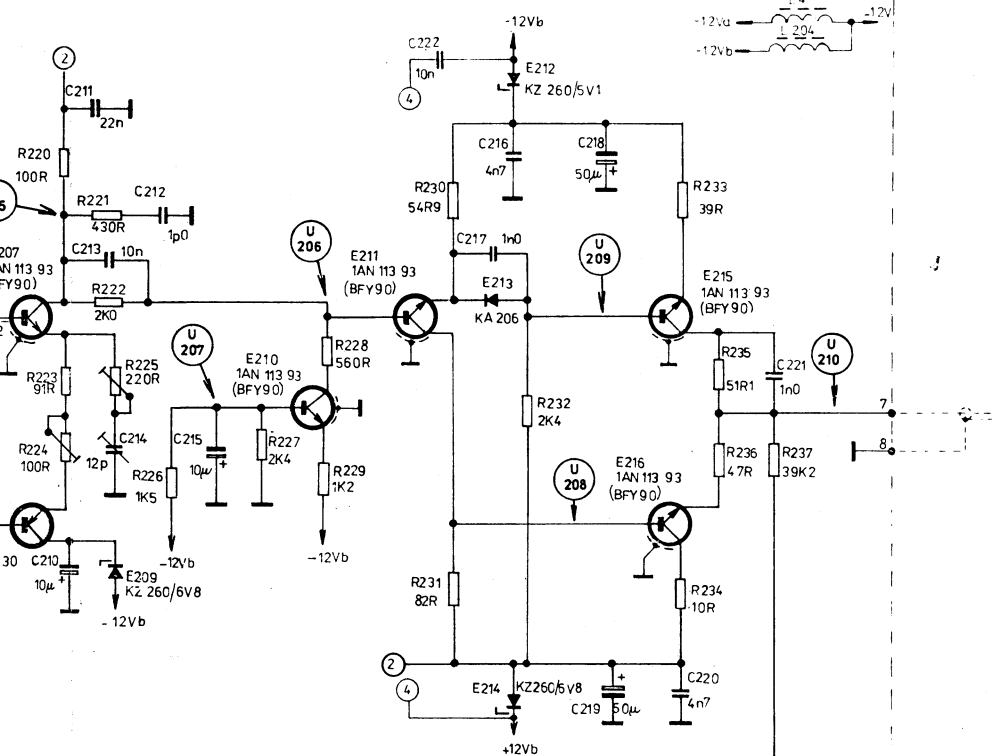 -12Va
-12V
L 204
-12Vb
-12Vb
C222
10n
4
E212
KZ 260/5V1
2
C211
22n
R220
100R
R221
430R
C212
1p0
C213
10n
R222
2K0
207
AN 113 93
FY90)
R223
91R
R225
220R
R224
100R
C214
12p
30
C210
10µ
+
E209
KZ 260/6V8
- 12Vb
U
206
U
207
E210
1AN 113 93
(BFY90)
R228
560R
R226
1K5
C215
10µ
+
R227
2K4
R229
1K2
-12Vb
-12Vb
R230
54R9
C216
4n7
C218
50µ
+
R233
39R
C217
1n0
E211
1AN 113 93
(BFY90)
E213
KA 206
U
209
E215
1AN 113 93
(BFY90)
R235
51R1
C221
1n0
U
210
7
8
R232
2K4
R236
47R
R237
39K2
U
208
E216
1AN 113 93
(BFY90)
R231
82R
R234
10R
2
4
E214
KZ260/6V8
C219
50µ
+
C220
4n7
+12Vb